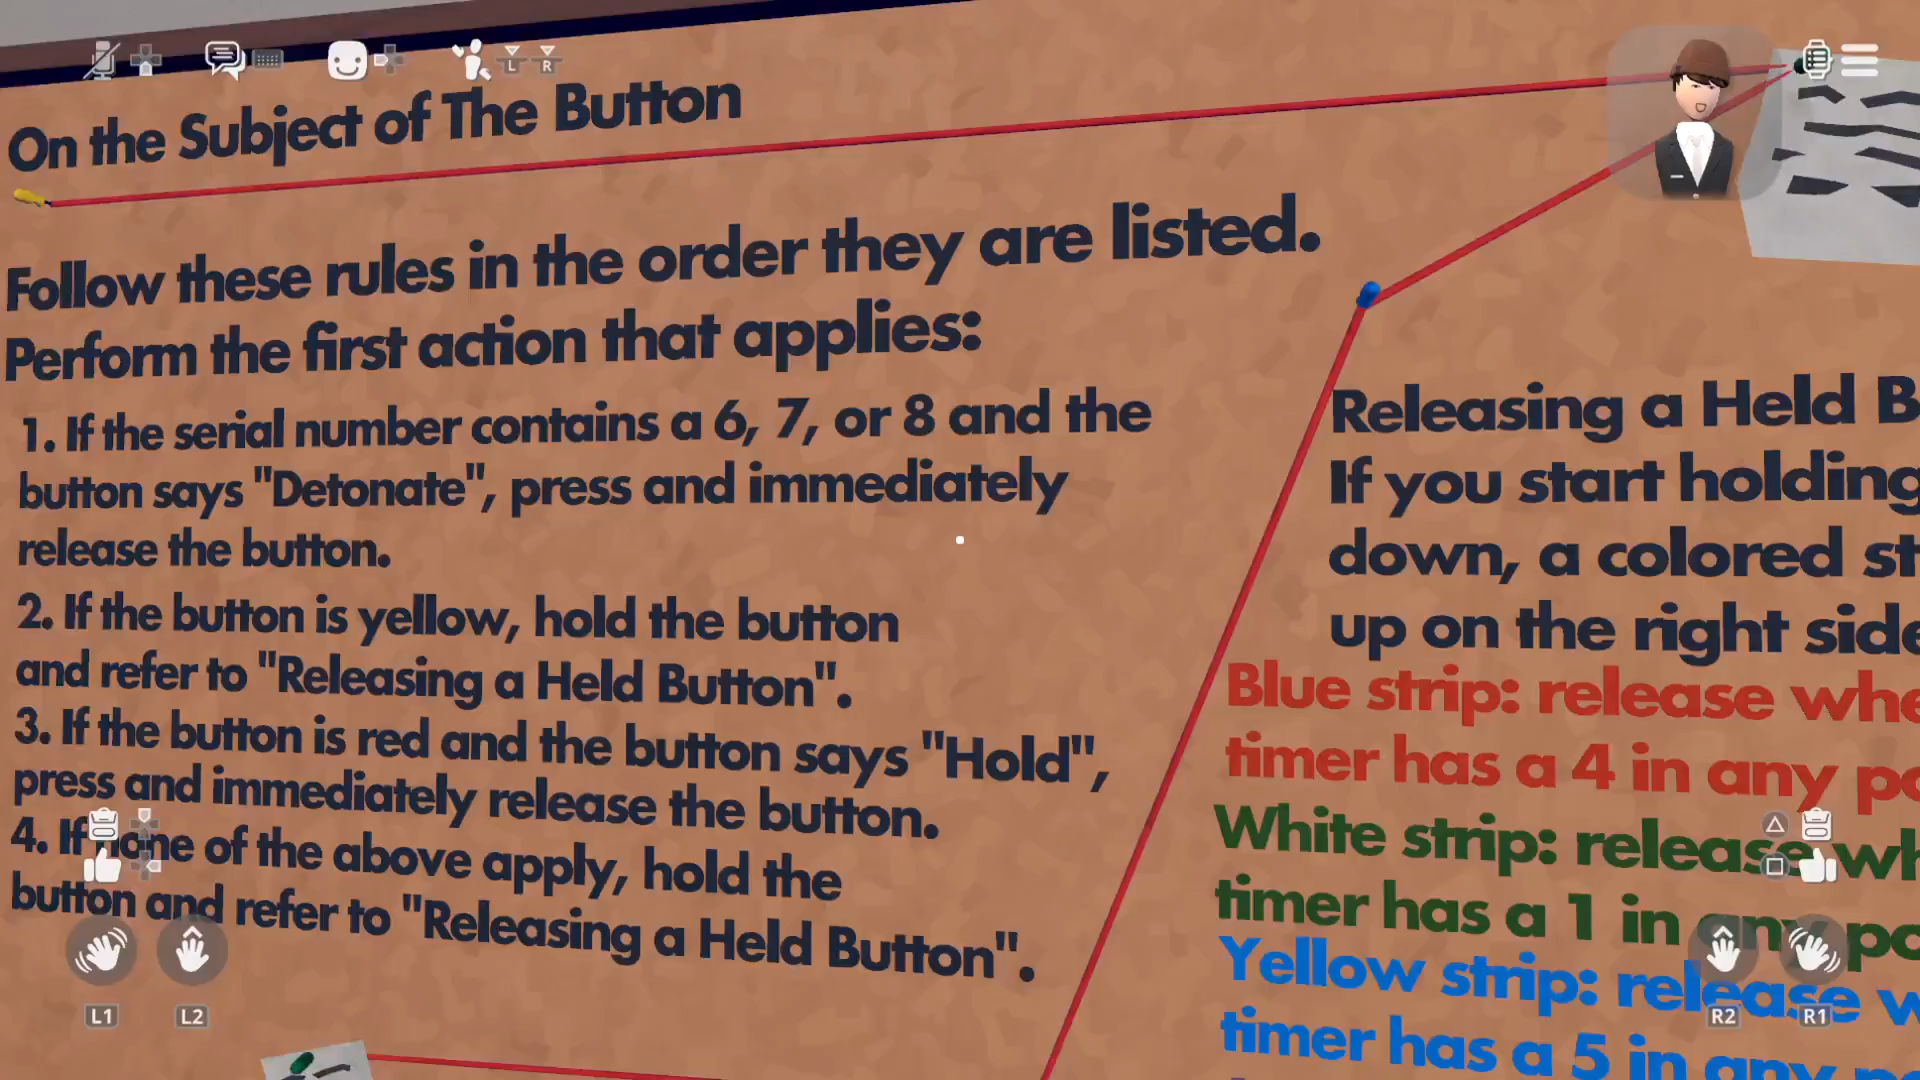 On the Subject of The Button
Follow these rules in the order they are listed.
Perform the first action that applies:
1. If the serial number contains a 6, 7, or 8 and the
button says "Detonate", press and immediately
release the button.
2. If the button is yellow, hold the button
and refer to "Releasing a Held Button".
3. If the button is red and the button says "Hold",
press and immediately release the button.
4. If none of the above apply, hold the
button and refer to "Releasing a Held Button".
Releasing a Held B
If you start holding
down, a colored st
up on the right side
Blue strip: release whe
timer has a 4 in any po
White strip: release wh
timer has a 1 in any po
Yellow strip: release w
timer has a 5 in any po
L R
L1 L2
R2 R1